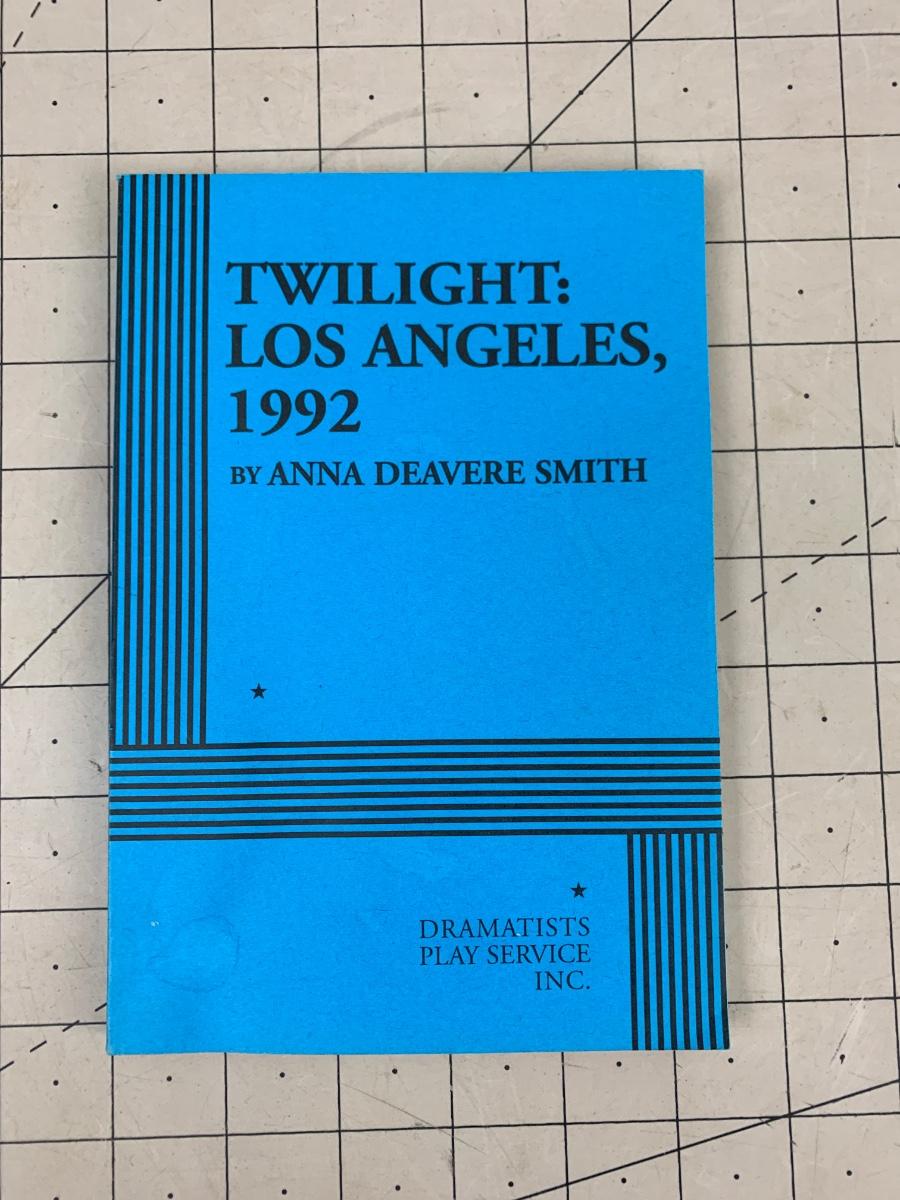 TWILIGHT:
LOS ANGELES,
1992
BY ANNA DEAVERE SMITH
DRAMATISTS
PLAY SERVICE
INC.